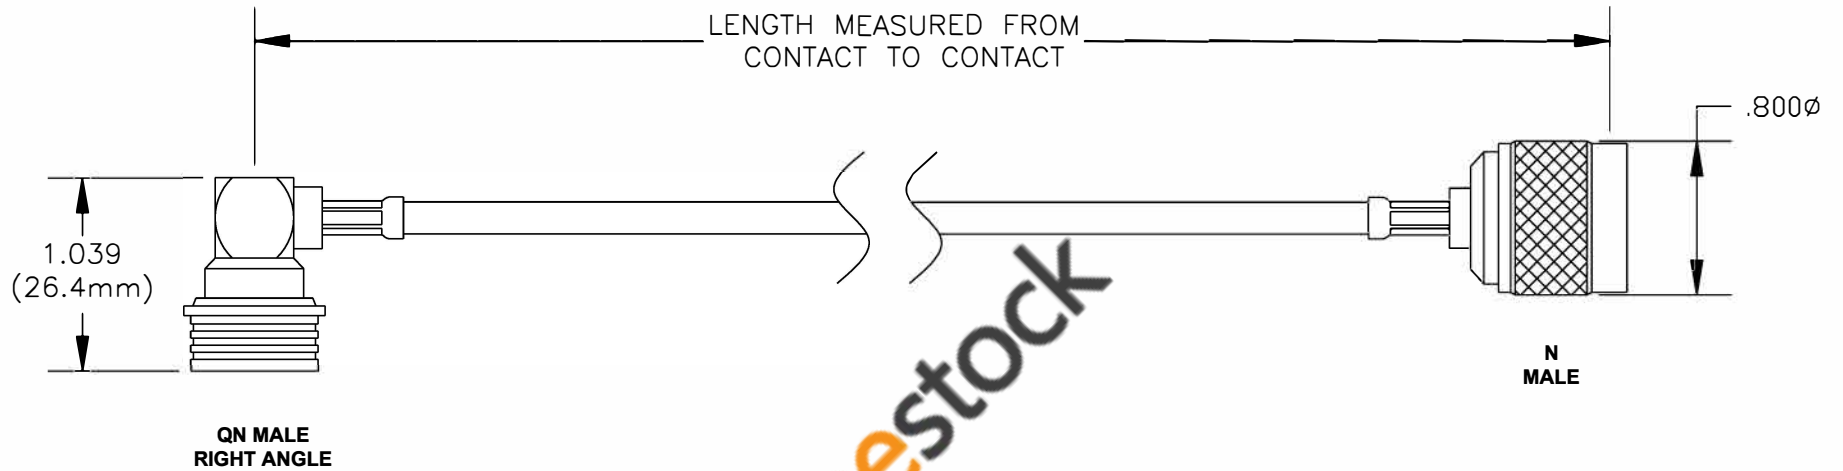 LENGTH MEASURED FROM
CONTACT TO CONTACT
.800ø
1.039
(26.4mm)
N
MALE
QN MALE
RIGHT ANGLE
estock